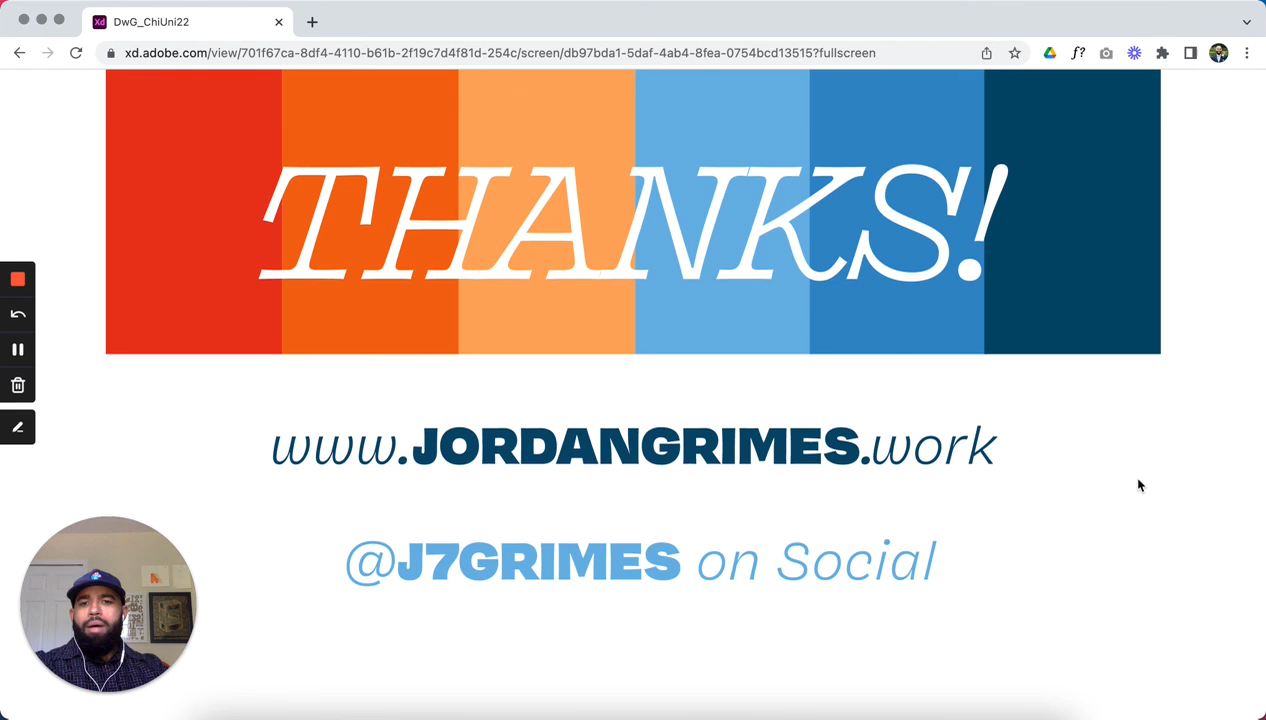 DwG_ChiUni22
xd.adobe.com/view/701f67ca-8df4-4110-b61b-2f19c7d4f81d-254c/screen/db97bda1-5daf-4ab4-8fea-0754bcd13515?fullscreen
f?
THANKS!
www.JORDANGRIMES.work
@J7GRIMES on Social